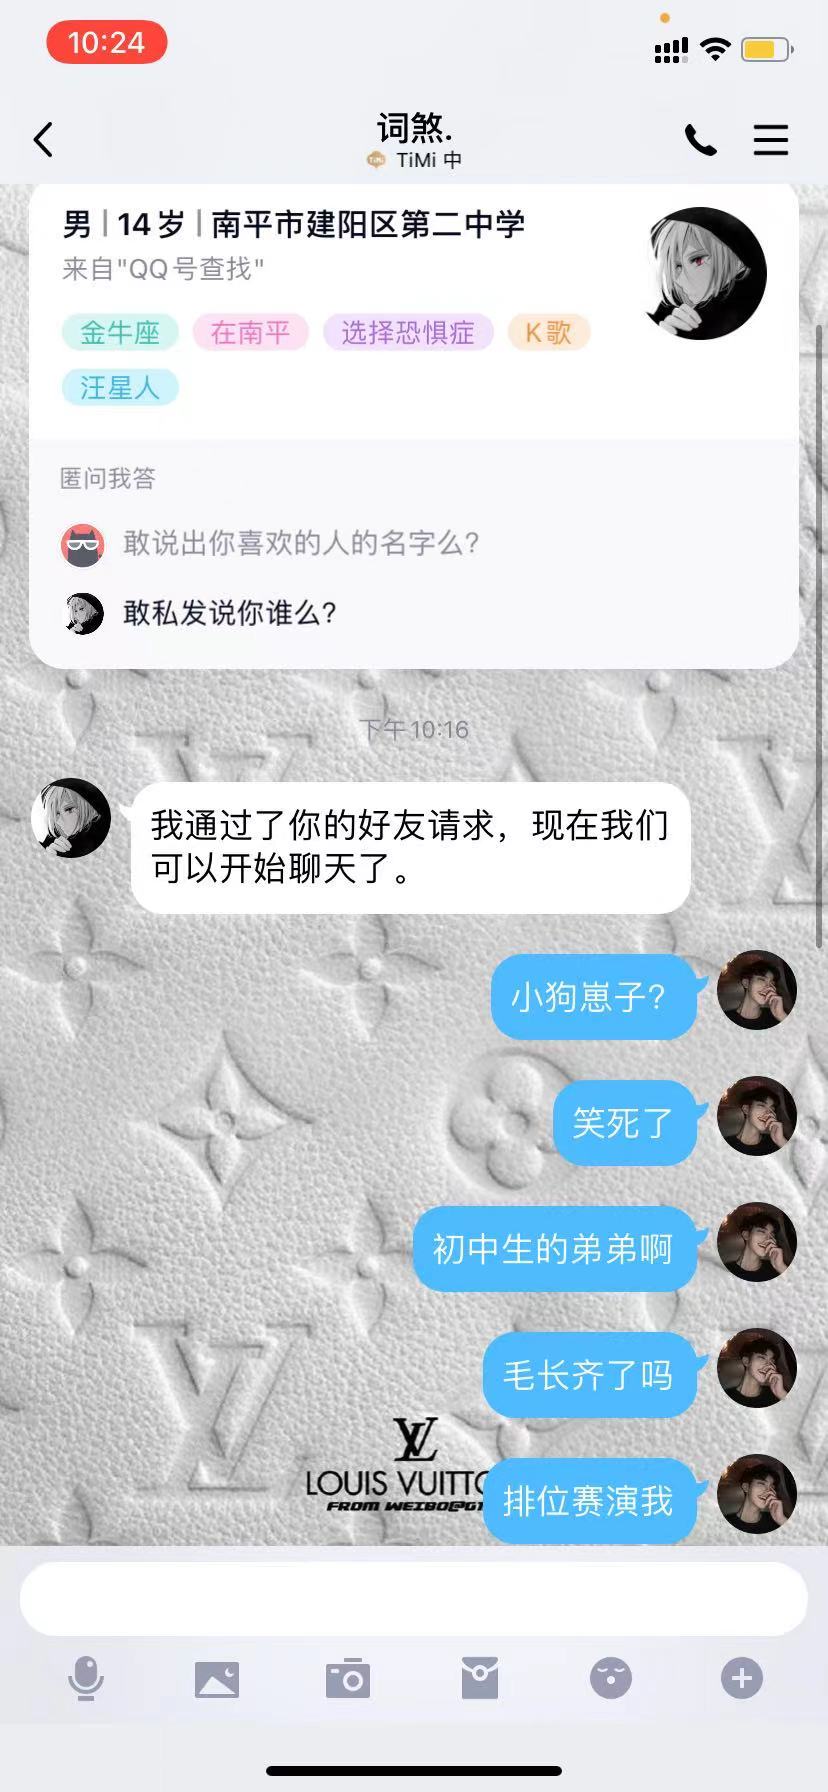 10:24
词煞.
TiMi 中
男 | 14 岁 | 南平市建阳区第二中学
来自"QQ号查找"
金牛座 在南平 选择恐惧症 K歌
汪星人
匿问我答
敢说出你喜欢的人的名字么?
敢私发说你谁么?
下午10:16
我通过了你的好友请求，现在我们
可以开始聊天了。
小狗崽子?
笑死了
初中生的弟弟啊
毛长齐了吗
LOUIS VUITTO
FROM WEIBO@G
排位赛演我